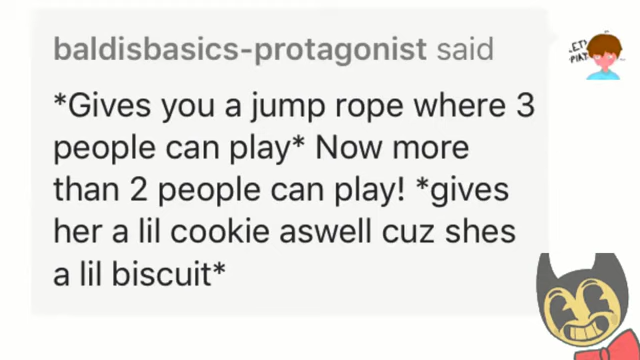 baldisbasics-protagonist said
*Gives you a jump rope where 3
people can play* Now more
than 2 people can play! *gives
her a lil cookie aswell cuz shes
a lil biscuit*